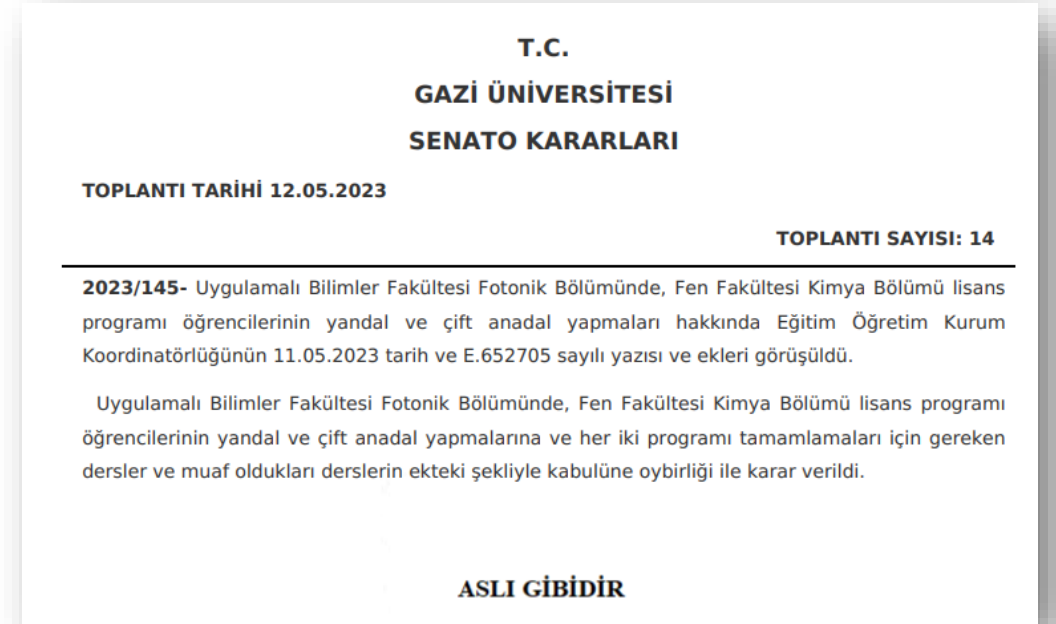 T.C.
GAZİ ÜNİVERSİTESİ
SENATO KARARLARI
TOPLANTI TARİHİ 12.05.2023
TOPLANTI SAYISI: 14
2023/145- Uygulamalı Bilimler Fakültesi Fotonik Bölümünde, Fen Fakültesi Kimya Bölümü lisans
programı öğrencilerinin yandal ve çift anadal yapmaları hakkında Eğitim Öğretim Kurum
Koordinatörlüğünün 11.05.2023 tarih ve E.652705 sayılı yazısı ve ekleri görüşüldü.
Uygulamalı Bilimler Fakültesi Fotonik Bölümünde, Fen Fakültesi Kimya Bölümü lisans programı
öğrencilerinin yandal ve çift anadal yapmalarına ve her iki programı tamamlamaları için gereken
dersler ve muaf oldukları derslerin ekteki şekliyle kabulüne oybirliği ile karar verildi.
ASLI GİBİDİR